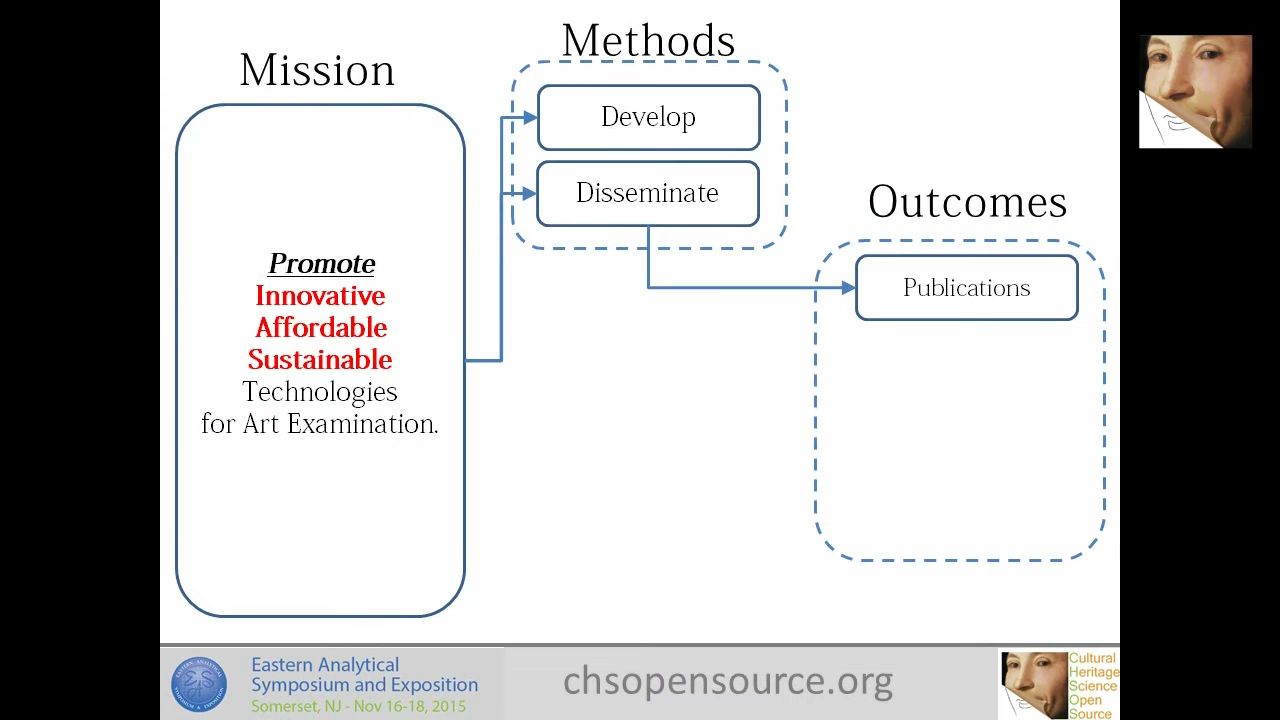 Mission
Methods
Develop
Disseminate
Outcomes
Publications
Promote
Innovative
Affordable
Sustainable
Technologies
for Art Examination.
Eastern Analytical
Symposium and Exposition
Somerset, NJ - Nov 16-18, 2015
chsopensource.org
Cultural
Heritage
Science
Open
Source